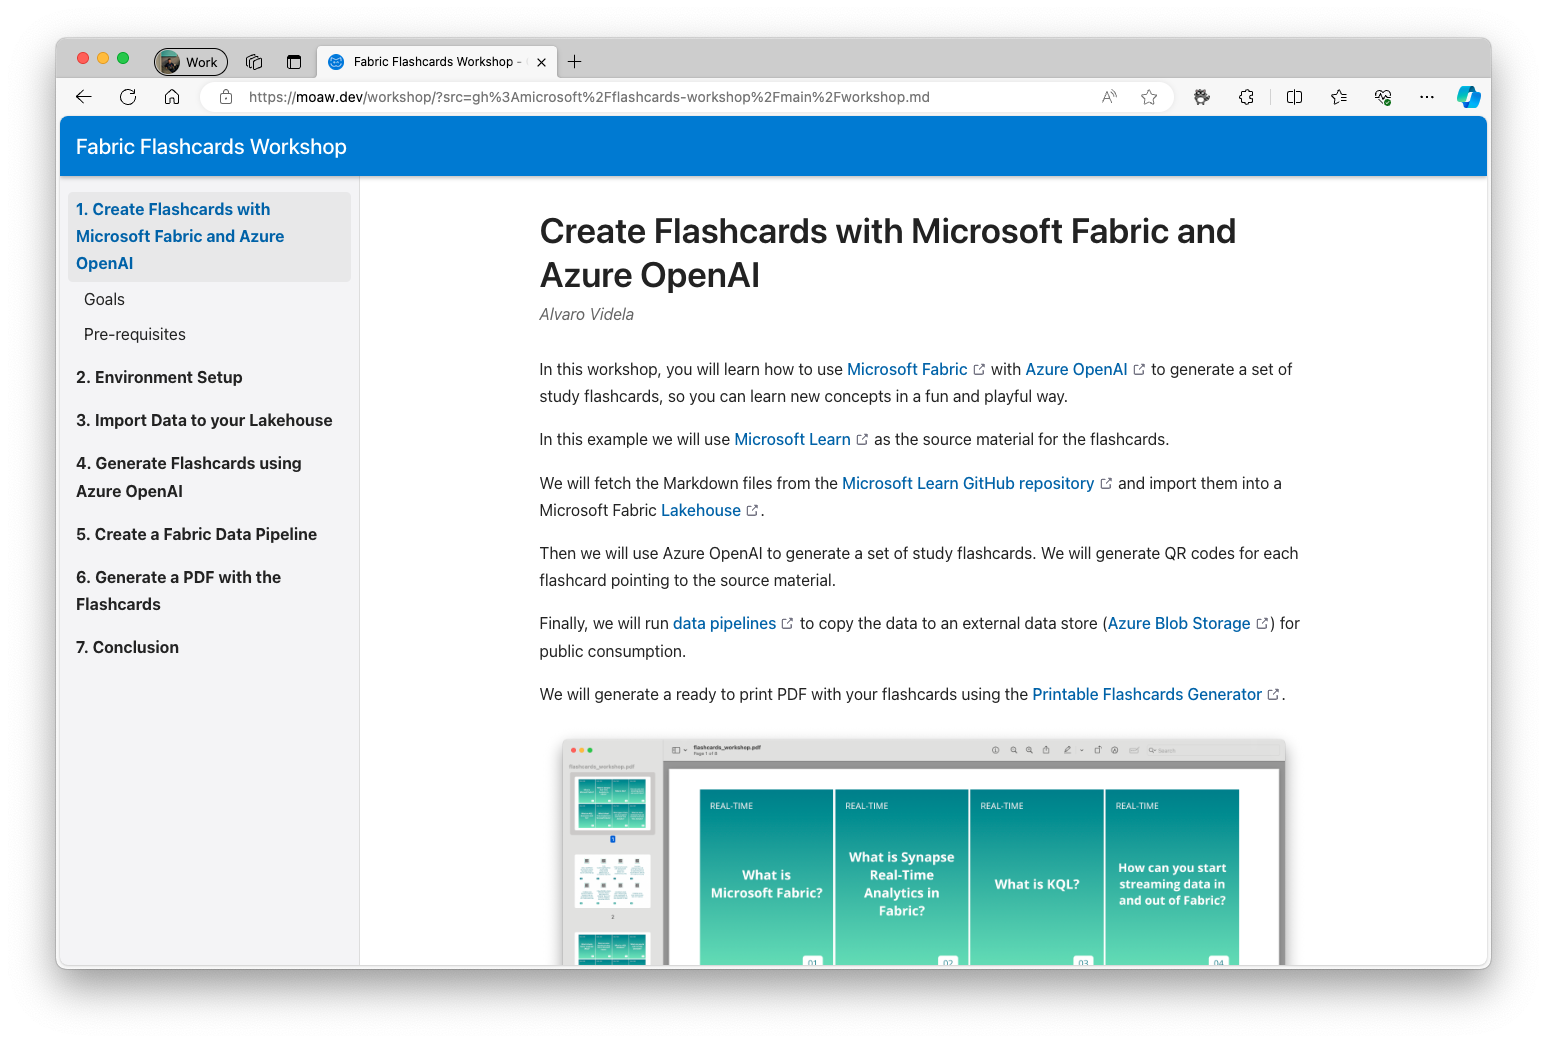 Work
Fabric Flashcards Workshop -
https://moaw.dev/workshop/?src=gh%3Amicrosoft%2Fflashcards-workshop%2Fmain%2Fworkshop.md
Fabric Flashcards Workshop
1. Create Flashcards with
Microsoft Fabric and Azure
OpenAI
Goals
Pre-requisites
2. Environment Setup
3. Import Data to your Lakehouse
4. Generate Flashcards using
Azure OpenAI
5. Create a Fabric Data Pipeline
6. Generate a PDF with the
Flashcards
7. Conclusion
Create Flashcards with Microsoft Fabric and
Azure OpenAI
Alvaro Videla
In this workshop, you will learn how to use Microsoft Fabric with Azure OpenAI to generate a set of
study flashcards, so you can learn new concepts in a fun and playful way.
In this example we will use Microsoft Learn as the source material for the flashcards.
We will fetch the Markdown files from the Microsoft Learn GitHub repository and import them into a
Microsoft Fabric Lakehouse.
Then we will use Azure OpenAI to generate a set of study flashcards. We will generate QR codes for each
flashcard pointing to the source material.
Finally, we will run data pipelines to copy the data to an external data store (Azure Blob Storage) for
public consumption.
We will generate a ready to print PDF with your flashcards using the Printable Flashcards Generator.
flashcards_workshop.pdf
Page 1 of 8
Search
flashcards_workshop.pdf
1
2
REAL-TIME
What is
Microsoft Fabric?
01
REAL-TIME
What is Synapse
Real-Time
Analytics in
Fabric?
02
REAL-TIME
What is KQL?
03
REAL-TIME
How can you start
streaming data in
and out of Fabric?
04